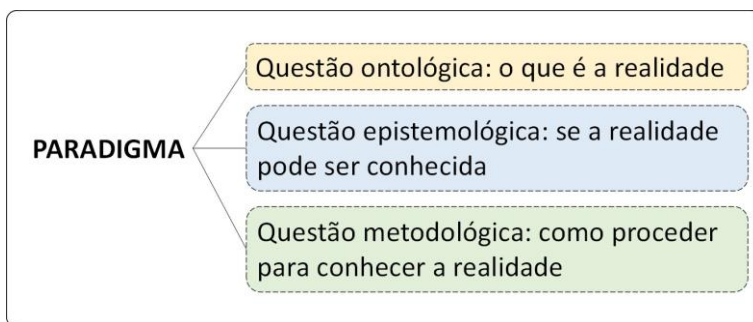 PARADIGMA
Questão ontológica: o que é a realidade
Questão epistemológica: se a realidade
pode ser conhecida
Questão metodológica: como proceder
para conhecer a realidade